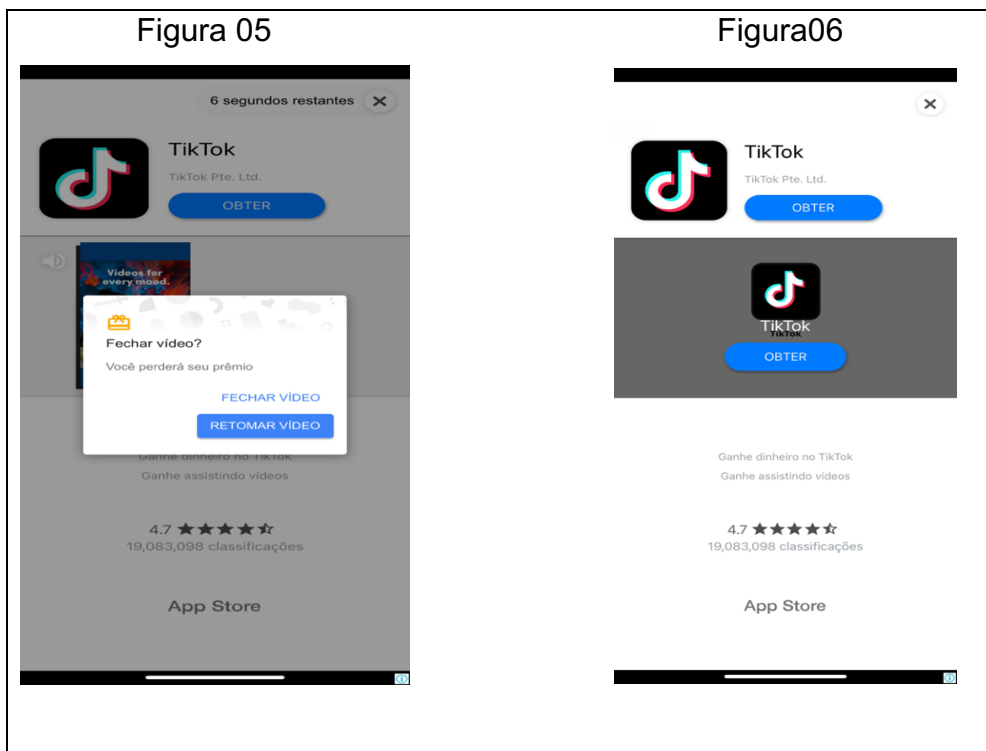 Figura 05
Figura06
6 segundos restantes
TikTok
TikTok Pte. Ltd.
OBTER
Videos for
every mood.
Fechar vídeo?
Você perderá seu prêmio
FECHAR VÍDEO
RETOMAR VÍDEO
Ganhe dinheiro no TikTok
Ganhe assistindo vídeos
4.7
19,083,098 classificações
App Store
TikTok
TikTok Pte. Ltd.
OBTER
TikTok
TikTok
OBTER
Ganhe dinheiro no TikTok
Ganhe assistindo vídeos
4.7
19,083,098 classificações
App Store